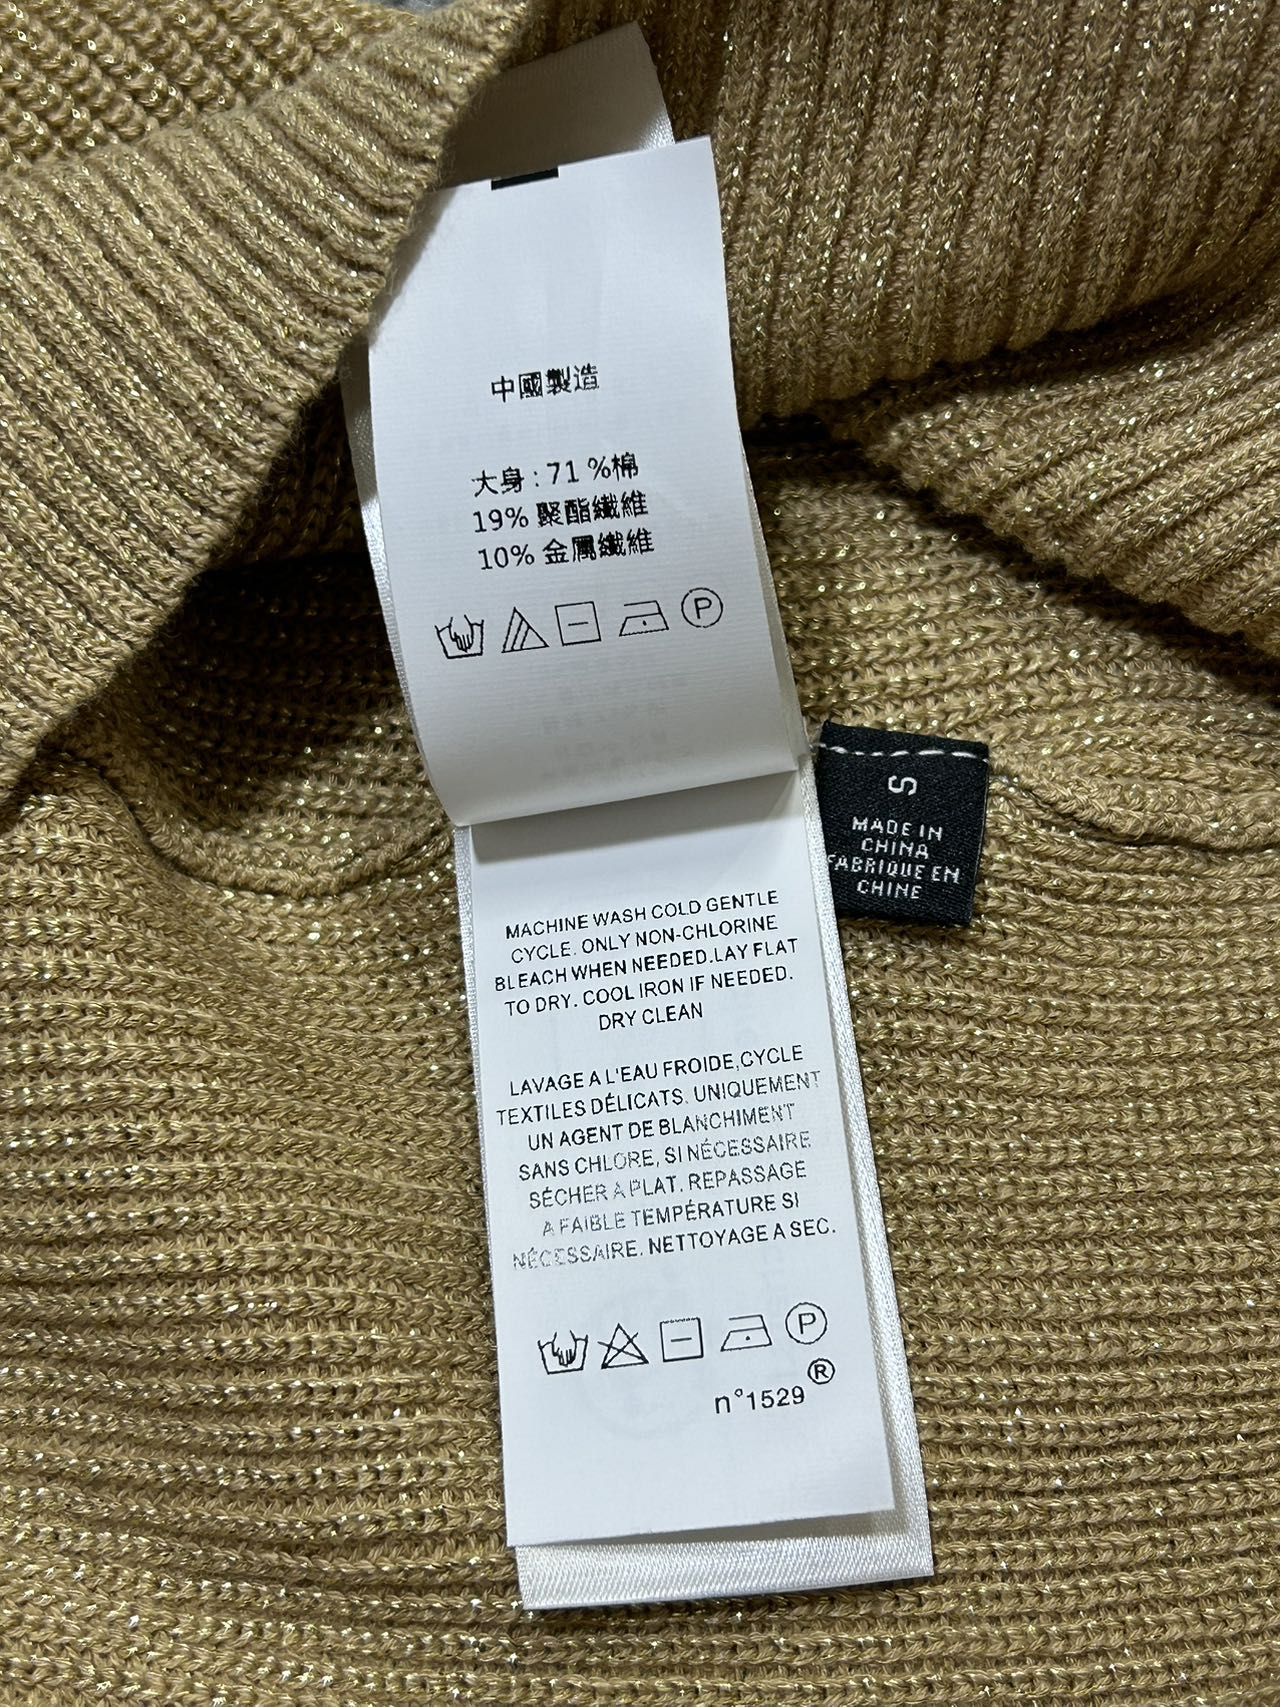 中國製造
大身:71%棉
19% 聚酯纖維
10% 金属纖維
P
S
MADE IN
CHINA
FABRIQUE EN
CHINE
MACHINE WASH COLD GENTLE
CYCLE. ONLY NON-CHLORINE
BLEACH WHEN NEEDED.LAY FLAT
TO DRY. COOL IRON IF NEEDED.
DRY CLEAN
LAVAGE A L'EAU FROIDE,CYCLE
TEXTILES DÉLICATS. UNIQUEMENT
UN AGENT DE BLANCHIMENT
SANS CHLORE, SI NÉCESSAIRE
SÉCHER A PLAT. REPASSAGE
A FAIBLE TEMPÉRATURE SI
NÉCESSAIRE. NETTOYAGE A SEC.
P
n°1529®